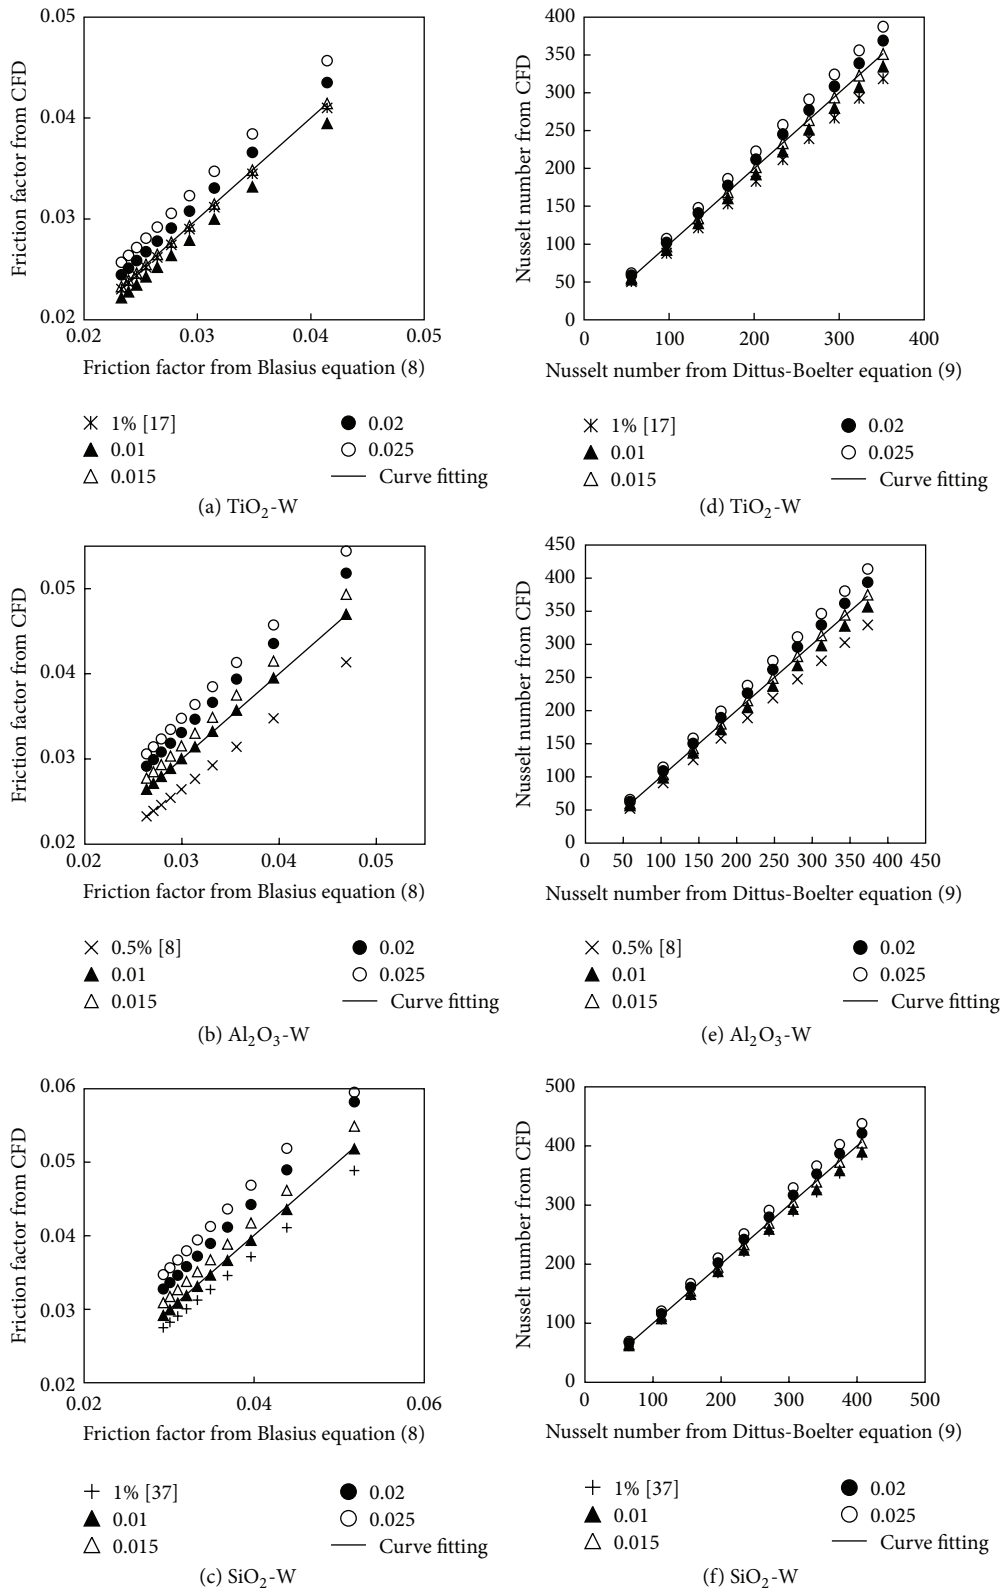 0.05
0.04
0.03
0.02
Friction factor from CFD
0.02 0.03 0.04 0.05
Friction factor from Blasius equation (8)
1% [17]
0.01
0.015
0.02
0.025
Curve fitting
(a) TiO₂-W
400
350
300
250
200
150
100
50
0
Nusselt number from CFD
0 100 200 300 400
Nusselt number from Dittus-Boelter equation (9)
1% [17]
0.01
0.015
0.02
0.025
Curve fitting
(d) TiO₂-W
0.05
0.04
0.03
0.02
Friction factor from CFD
0.02 0.03 0.04 0.05
Friction factor from Blasius equation (8)
0.5% [8]
0.01
0.015
0.02
0.025
Curve fitting
(b) Al₂O₃-W
450
400
350
300
250
200
150
100
50
0
Nusselt number from CFD
0 50 100 150 200 250 300 350 400 450
Nusselt number from Dittus-Boelter equation (9)
0.5% [8]
0.01
0.015
0.02
0.025
Curve fitting
(e) Al₂O₃-W
0.06
0.05
0.04
0.03
0.02
Friction factor from CFD
0.02 0.04 0.06
Friction factor from Blasius equation (8)
1% [37]
0.01
0.015
0.02
0.025
Curve fitting
(c) SiO₂-W
500
400
300
200
100
0
Nusselt number from CFD
0 100 200 300 400 500
Nusselt number from Dittus-Boelter equation (9)
1% [37]
0.01
0.015
0.02
0.025
Curve fitting
(f) SiO₂-W